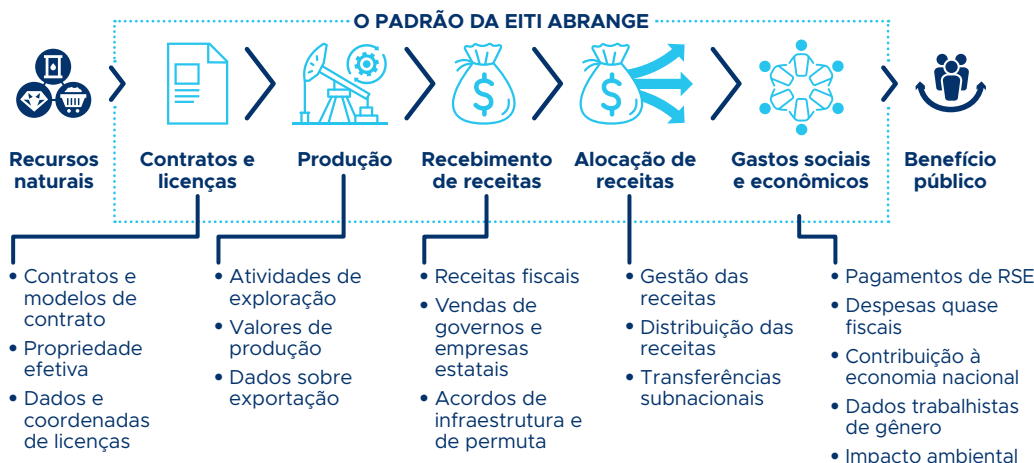 O PADRÃO DA EITI ABRANGE
Recursos
naturais
Contratos e
licenças
Produção
Recebimento
de receitas
Alocação de
receitas
Gastos sociais
e econômicos
Benefício
público
• Contratos e
modelos de
contrato
• Propriedade
efetiva
• Dados e
coordenadas
de licenças
• Atividades de
exploração
• Valores de
produção
• Dados sobre
exportação
• Receitas fiscais
• Vendas de
governos e
empresas
estatais
• Acordos de
infraestrutura e
de permuta
• Gestão das
receitas
• Distribuição das
receitas
• Transferências
subnacionais
• Pagamentos de RSE
• Despesas quase
fiscais
• Contribuição à
economia nacional
• Dados trabalhistas
de gênero
• Impacto ambiental